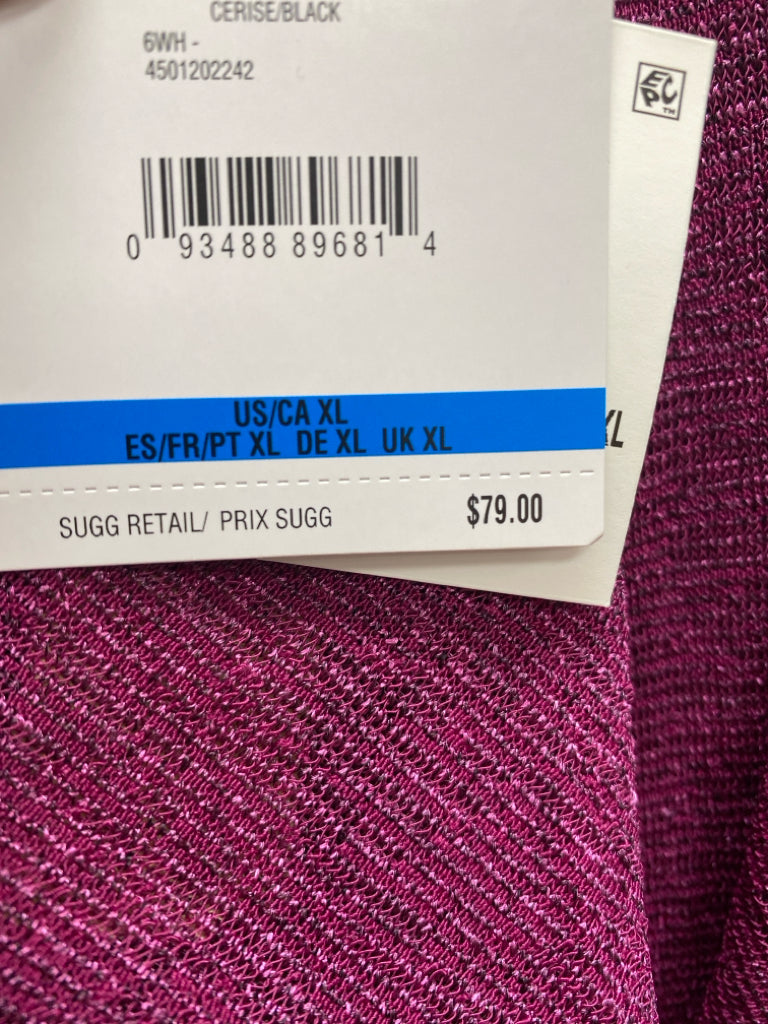 CERISE/BLACK
6WH -
4501202242
0 93488 89681 4
US/CA XL
ES/FR/PT XL DE XL UK XL
SUGG RETAIL/ PRIX SUGG $79.00
EPC™
XL